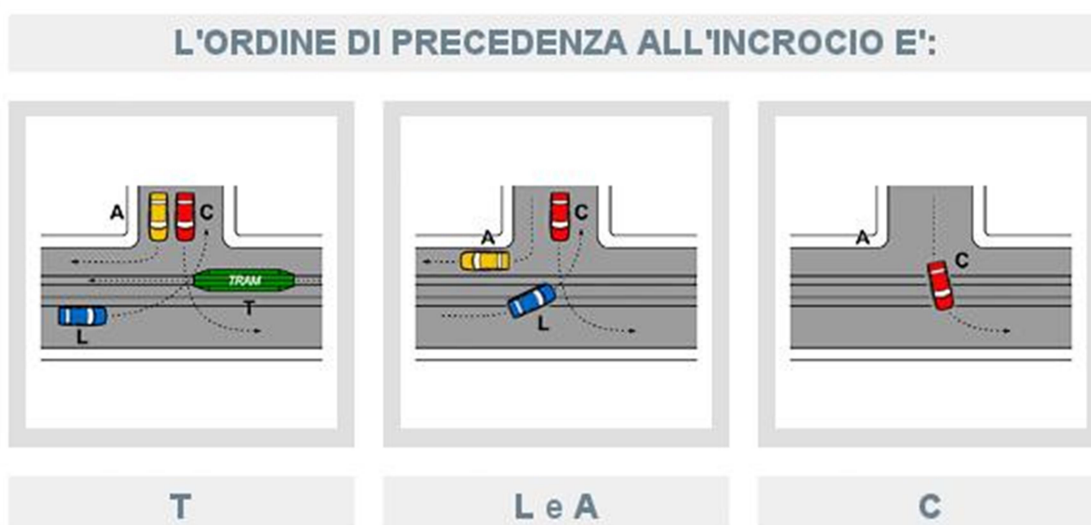 L'ORDINE DI PRECEDENZA ALL'INCROCIO E':
A C
TRAM
T
L
A C
L
A C
T
L e A
C